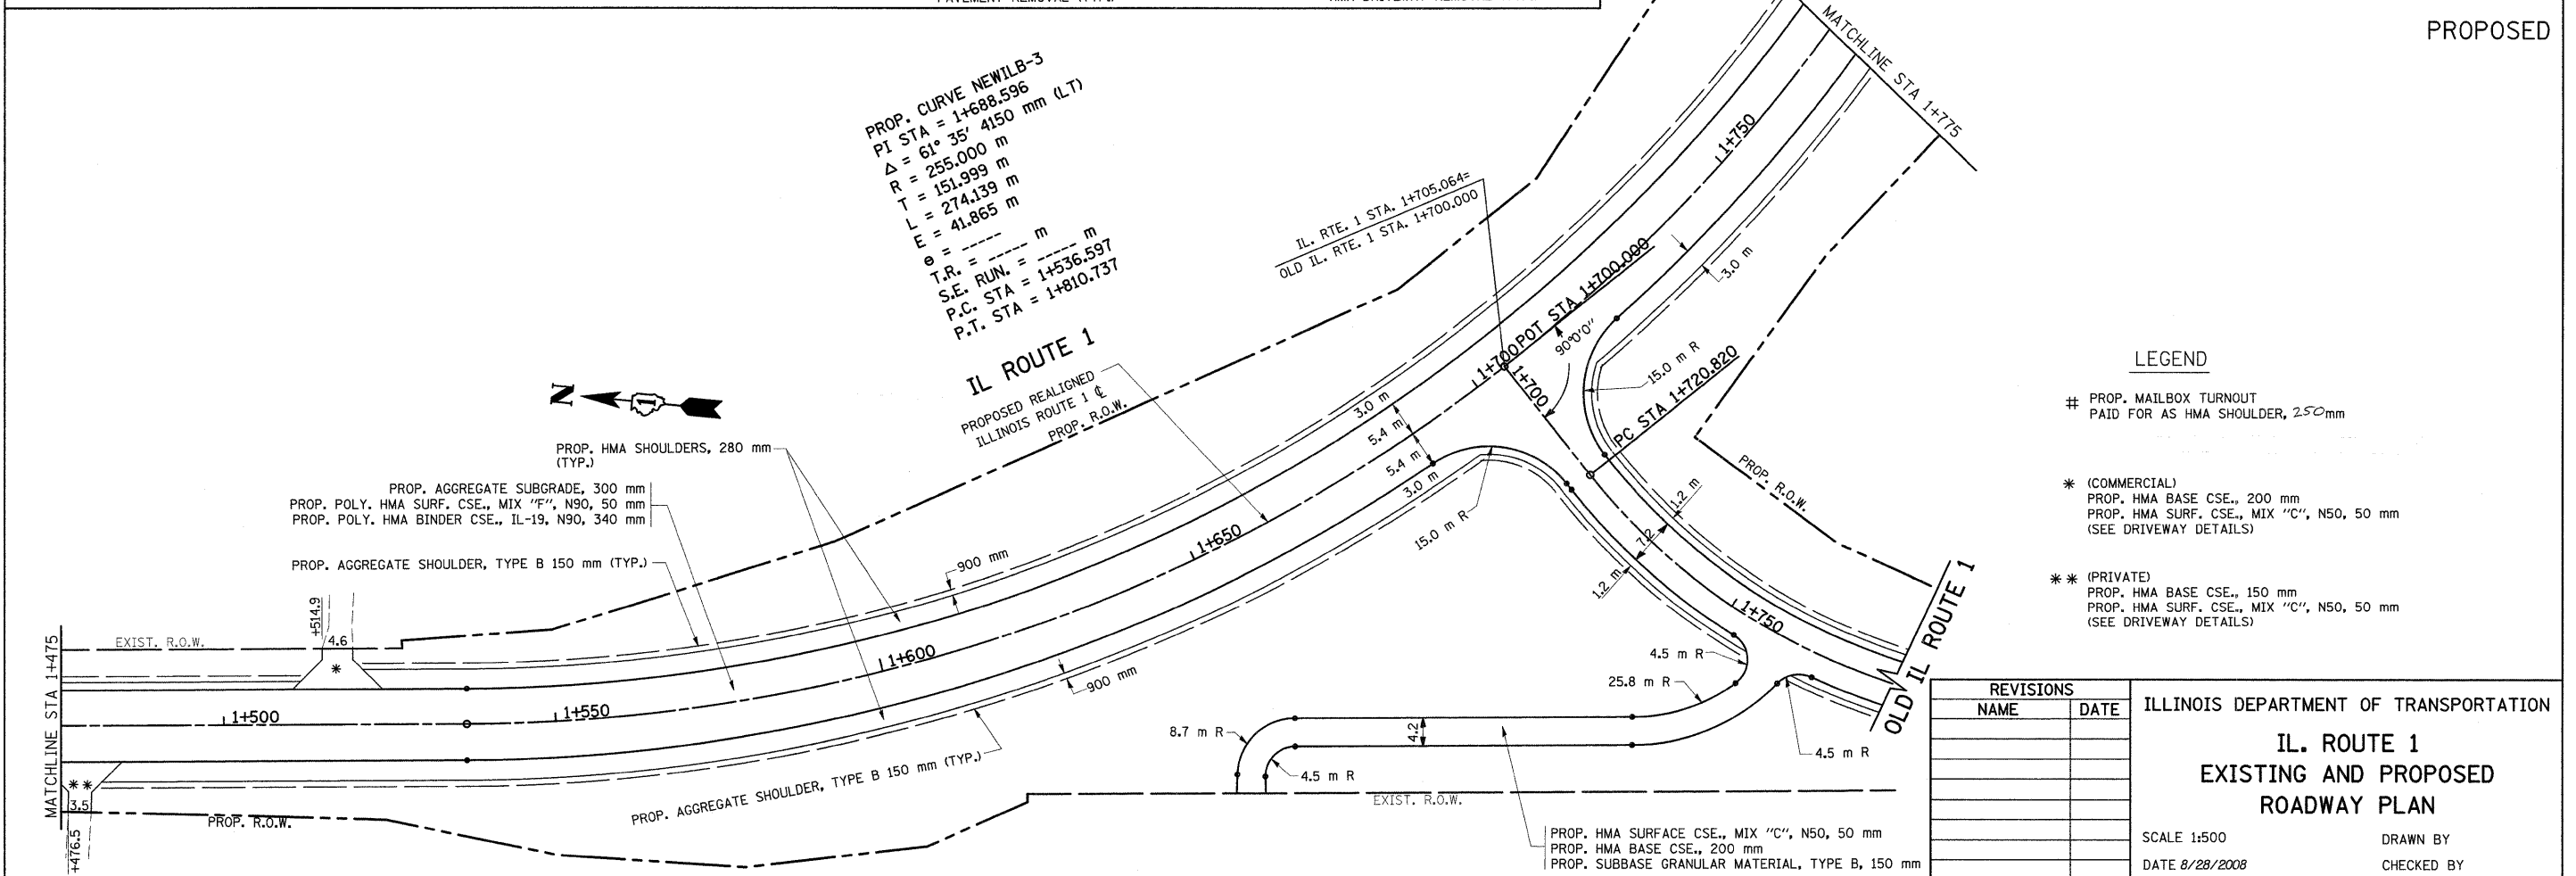 PROPOSED
MATCHLINE STA 1+775
PROP. CURVE NEWILB-3
PI STA = 1+688.596
Δ = 61° 35' 4150 mm (LT)
R = 255.000 m
T = 151.999 m
L = 274.139 m
E = 41.865 m
e = -----
T.R. = ----- m
S.E. RUN. = ----- m
P.C. STA = 1+536.597
P.T. STA = 1+810.737
IL ROUTE 1
PROPOSED REALIGNED
ILLINOIS ROUTE 1 ℄
PROP. R.O.W.
IL. RTE. 1 STA. 1+705.064=
OLD IL. RTE. 1 STA. 1+700.000
1+750
3.0 m
1+700
POT STA 1+700.000
90°0'0"
1+700
15.0 m R
PC STA 1+720.820
PROP. R.O.W.
N
1
PROP. HMA SHOULDERS, 280 mm
(TYP.)
PROP. AGGREGATE SUBGRADE, 300 mm
PROP. POLY. HMA SURF. CSE., MIX "F", N90, 50 mm
PROP. POLY. HMA BINDER CSE., IL-19, N90, 340 mm
PROP. AGGREGATE SHOULDER, TYPE B 150 mm (TYP.)
3.0 m
5.4 m
5.4 m
3.0 m
15.0 m R
1+650
900 mm
1.2 m
7.2
1.2 m
1+750
OLD IL ROUTE 1
MATCHLINE STA 1+475
EXIST. R.O.W.
+514.9
4.6
*
1+500
1+550
1+600
900 mm
PROP. AGGREGATE SHOULDER, TYPE B 150 mm (TYP.)
**
3.5
+476.5
PROP. R.O.W.
4.5 m R
25.8 m R
8.7 m R
4.2
4.5 m R
4.5 m R
EXIST. R.O.W.
PROP. HMA SURFACE CSE., MIX "C", N50, 50 mm
PROP. HMA BASE CSE., 200 mm
PROP. SUBBASE GRANULAR MATERIAL, TYPE B, 150 mm
LEGEND
# PROP. MAILBOX TURNOUT
PAID FOR AS HMA SHOULDER, 250mm
* (COMMERCIAL)
PROP. HMA BASE CSE., 200 mm
PROP. HMA SURF. CSE., MIX "C", N50, 50 mm
(SEE DRIVEWAY DETAILS)
** (PRIVATE)
PROP. HMA BASE CSE., 150 mm
PROP. HMA SURF. CSE., MIX "C", N50, 50 mm
(SEE DRIVEWAY DETAILS)
REVISIONS
NAME DATE
ILLINOIS DEPARTMENT OF TRANSPORTATION
IL. ROUTE 1
EXISTING AND PROPOSED
ROADWAY PLAN
SCALE 1:500 DRAWN BY
DATE 8/28/2008 CHECKED BY